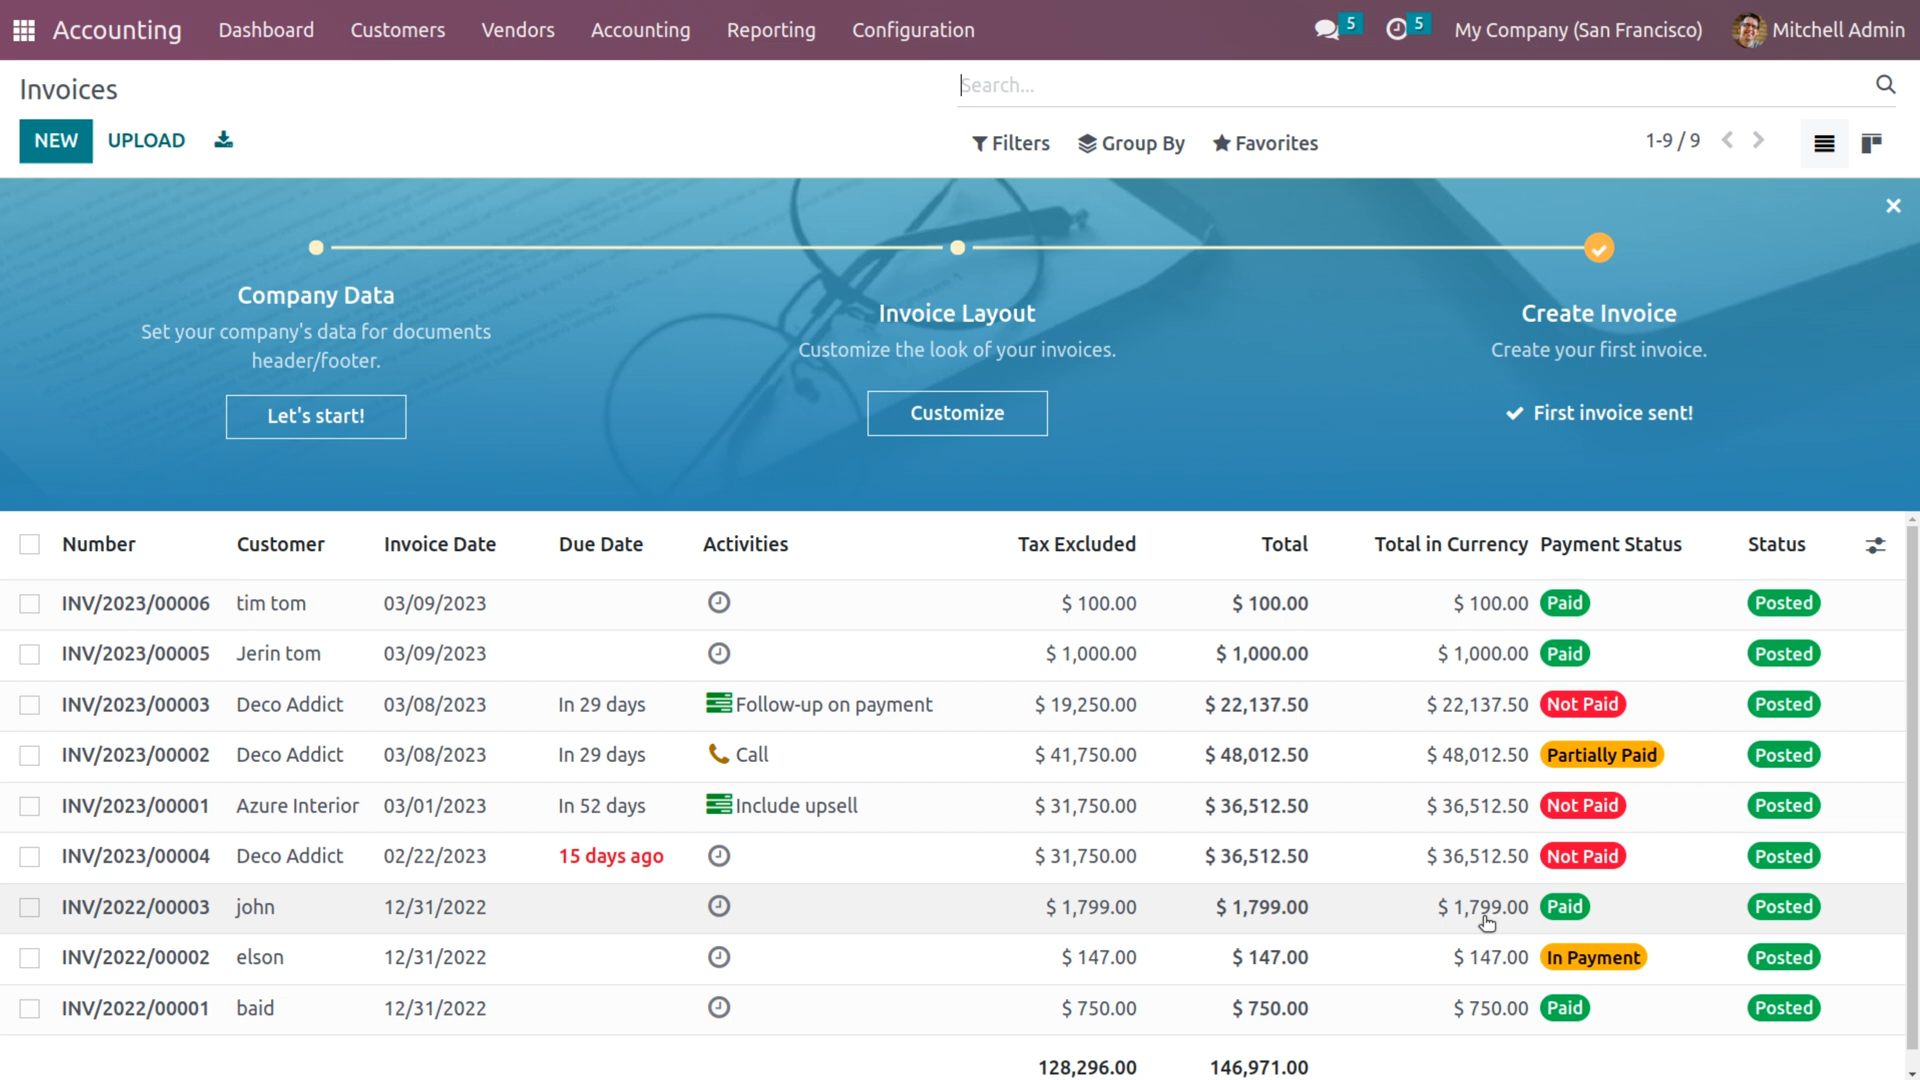 Accounting Dashboard Customers Vendors Accounting Reporting Configuration 5 5 My Company (San Francisco) Mitchell Admin
Invoices
Search...
NEW UPLOAD
Filters Group By Favorites 1-9 / 9
Company Data
Set your company's data for documents
header/footer.
Let's start!
Invoice Layout
Customize the look of your invoices.
Customize
Create Invoice
Create your first invoice.
First invoice sent!
Number Customer Invoice Date Due Date Activities Tax Excluded Total Total in Currency Payment Status Status
INV/2023/00006 tim tom 03/09/2023 $ 100.00 $ 100.00 $ 100.00 Paid Posted
INV/2023/00005 Jerin tom 03/09/2023 $ 1,000.00 $ 1,000.00 $ 1,000.00 Paid Posted
INV/2023/00003 Deco Addict 03/08/2023 In 29 days Follow-up on payment $ 19,250.00 $ 22,137.50 $ 22,137.50 Not Paid Posted
INV/2023/00002 Deco Addict 03/08/2023 In 29 days Call $ 41,750.00 $ 48,012.50 $ 48,012.50 Partially Paid Posted
INV/2023/00001 Azure Interior 03/01/2023 In 52 days Include upsell $ 31,750.00 $ 36,512.50 $ 36,512.50 Not Paid Posted
INV/2023/00004 Deco Addict 02/22/2023 15 days ago $ 31,750.00 $ 36,512.50 $ 36,512.50 Not Paid Posted
INV/2022/00003 john 12/31/2022 $ 1,799.00 $ 1,799.00 $ 1,799.00 Paid Posted
INV/2022/00002 elson 12/31/2022 $ 147.00 $ 147.00 $ 147.00 In Payment Posted
INV/2022/00001 baid 12/31/2022 $ 750.00 $ 750.00 $ 750.00 Paid Posted
128,296.00 146,971.00